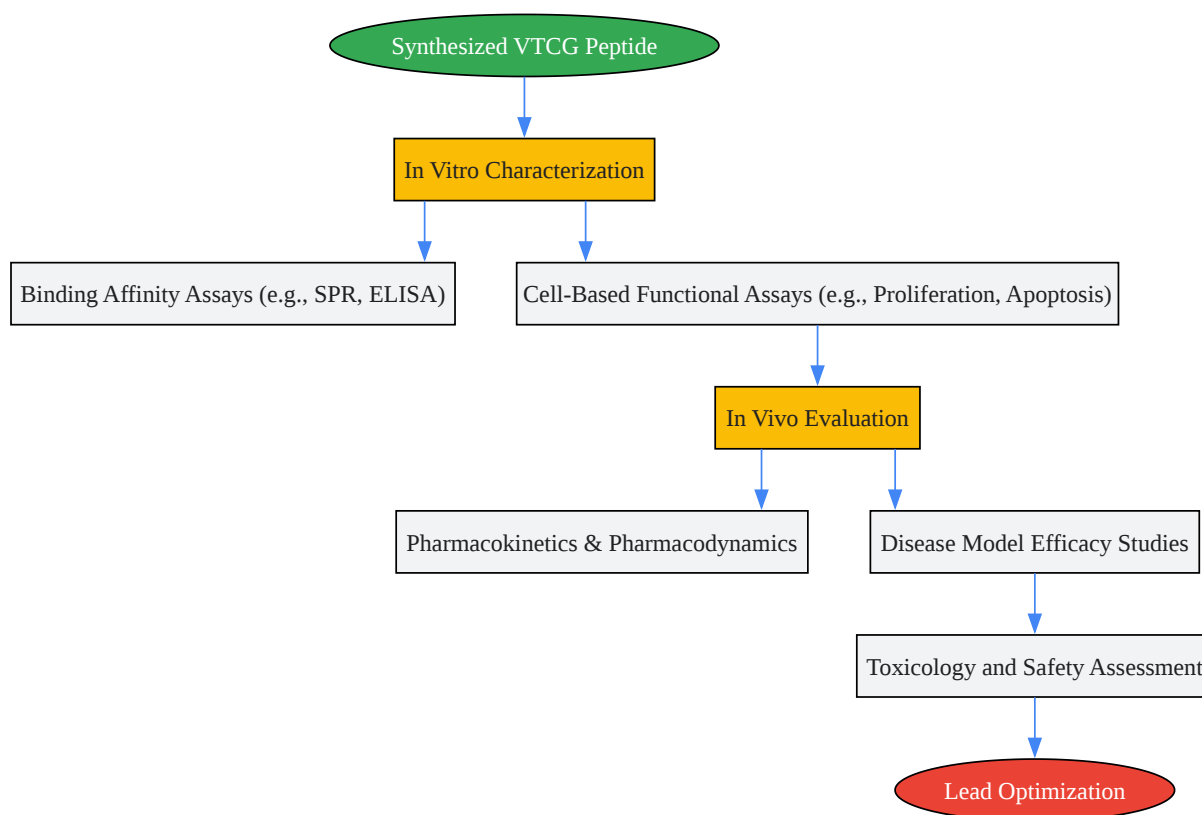 Synthesized VTCG Peptide
In Vitro Characterization
Binding Affinity Assays (e.g., SPR, ELISA)
Cell-Based Functional Assays (e.g., Proliferation, Apoptosis)
In Vivo Evaluation
Pharmacokinetics & Pharmacodynamics
Disease Model Efficacy Studies
Toxicology and Safety Assessment
Lead Optimization